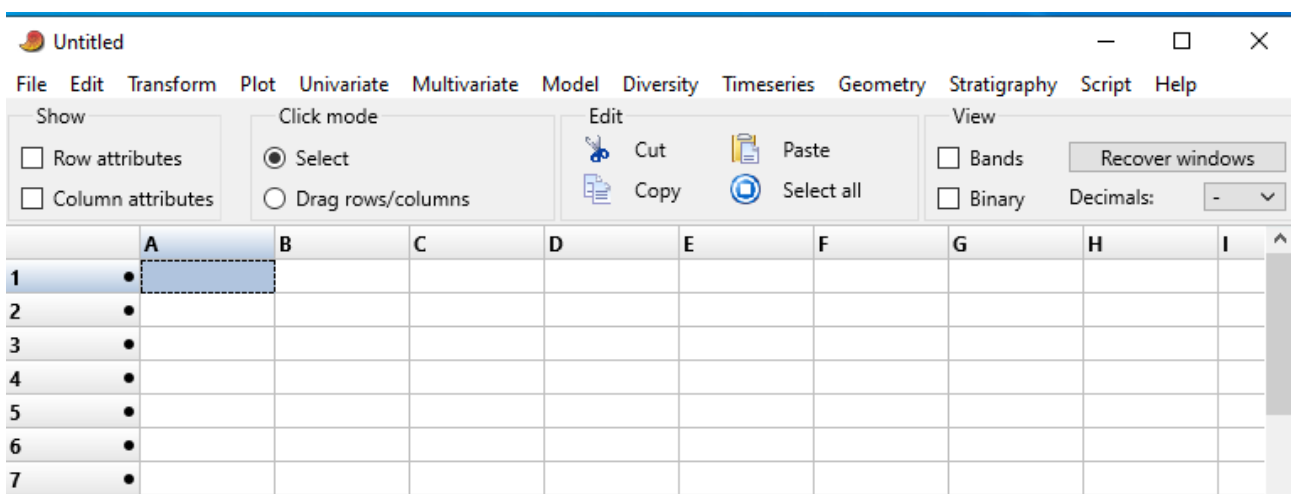 Untitled
File Edit Transform Plot Univariate Multivariate Model Diversity Timeseries Geometry Stratigraphy Script Help
Show Click mode Edit View
Row attributes Select Cut Paste Bands Recover windows
Column attributes Drag rows/columns Copy Select all Binary Decimals: -
A B C D E F G H I
1
2
3
4
5
6
7